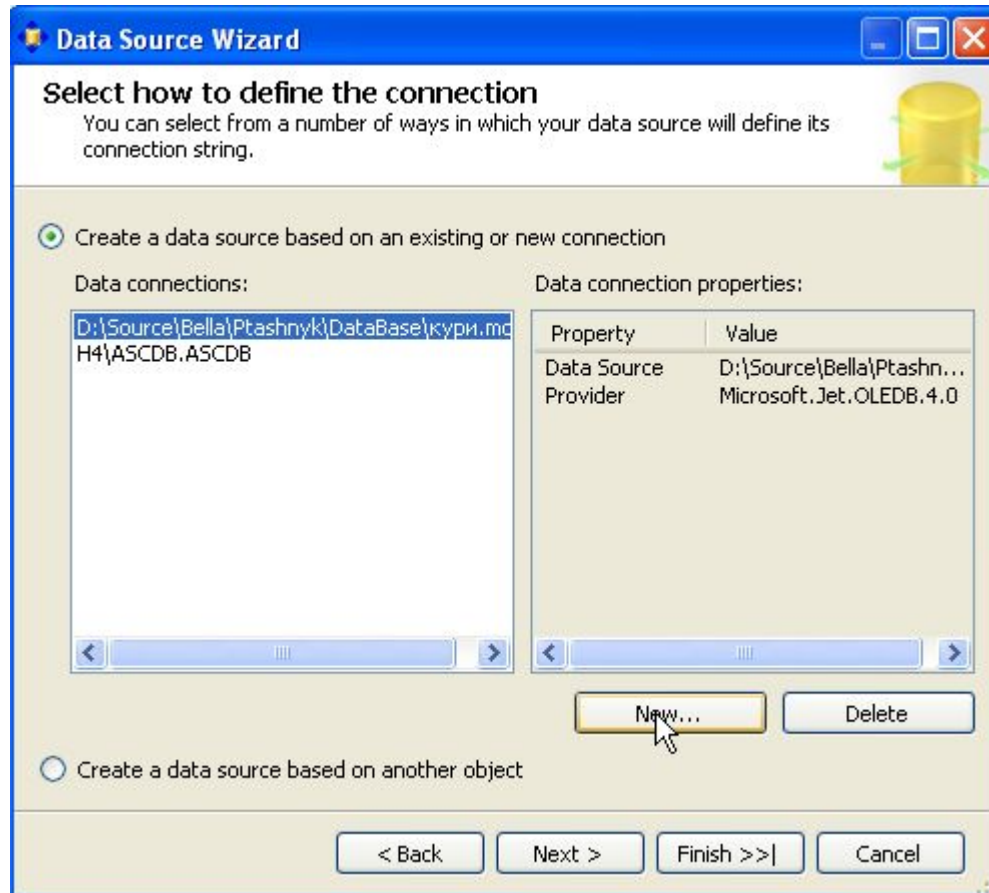 Data Source Wizard
Select how to define the connection
You can select from a number of ways in which your data source will define its
connection string.
Create a data source based on an existing or new connection
Data connections:
Data connection properties:
D:\Source\Bella\Ptashnyk\DataBase\кури.md
H4\ASCDB.ASCDB
Property Value
Data Source D:\Source\Bella\Ptashn...
Provider Microsoft.Jet.OLEDB.4.0
New...
Delete
Create a data source based on another object
< Back
Next >
Finish >>|
Cancel